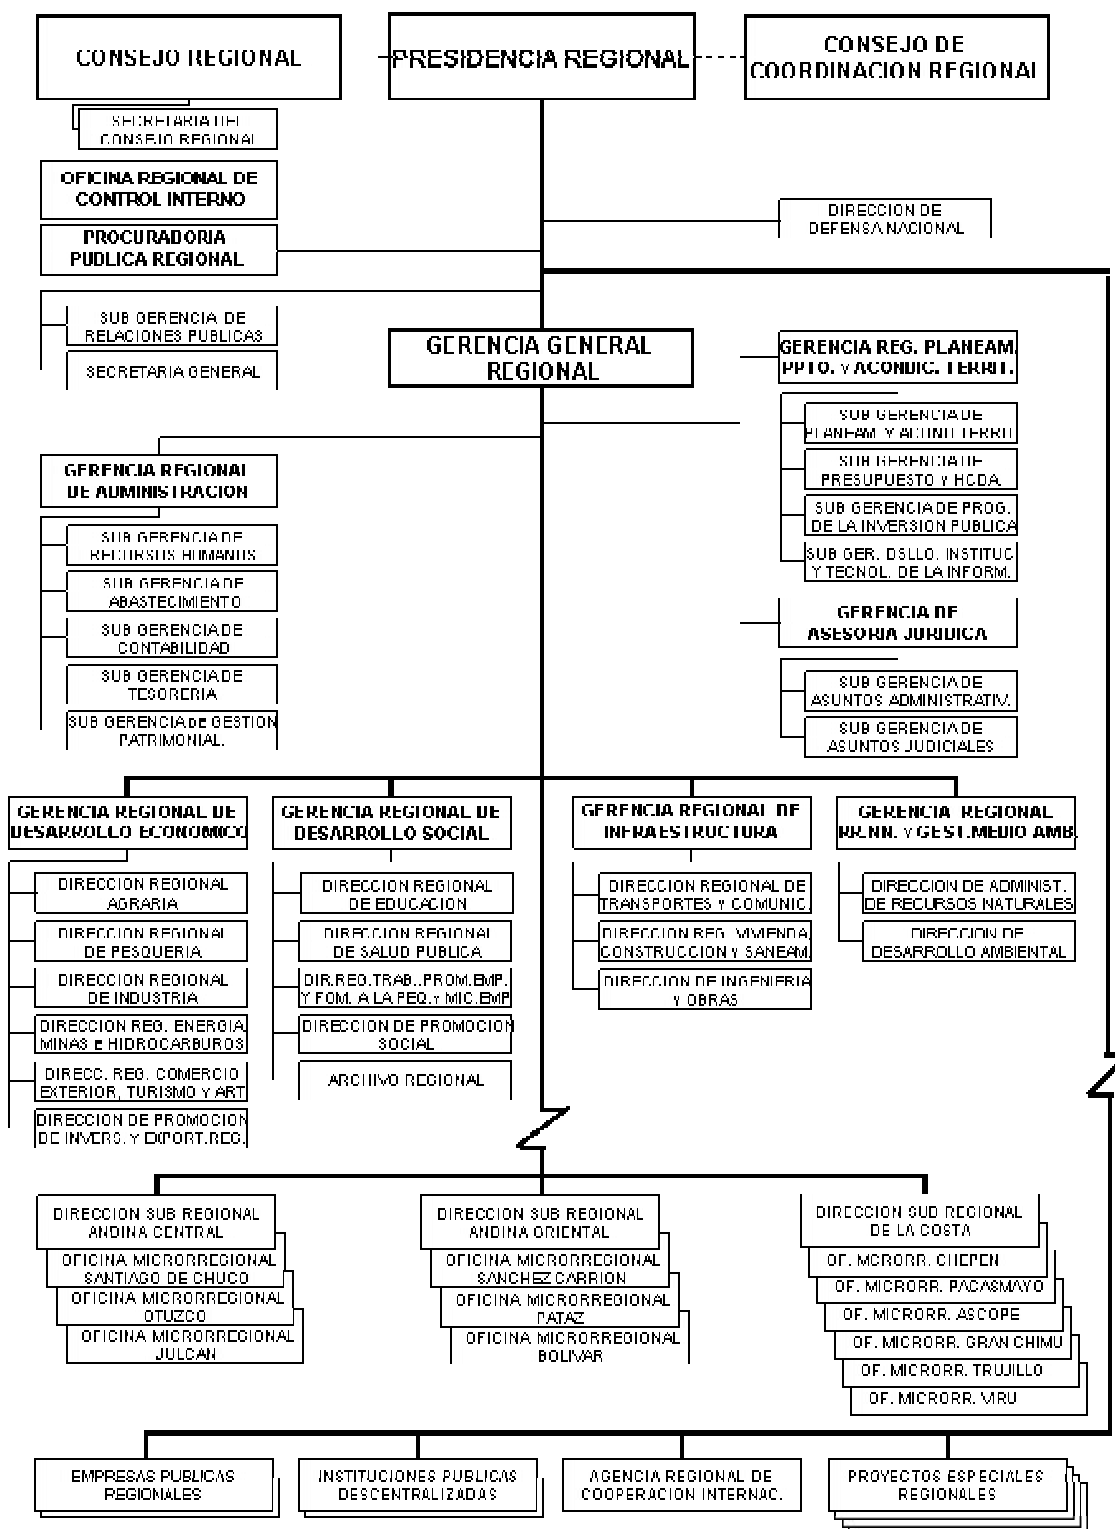 CONSEJO REGIONAL
PRESIDENCIA REGIONAL
CONSEJO DE
COORDINACION REGIONAL
SECRETARIA DEL
CONSEJO REGIONAL
OFICINA REGIONAL DE
CONTROL INTERNO
DIRECCION DE
DEFENSA NACIONAL
PROCURADORIA
PUBLICA REGIONAL
SUB GERENCIA DE
RELACIONES PUBLICAS
SECRETARIA GENERAL
GERENCIA GENERAL
REGIONAL
GERENCIA REG. PLANEAM.
PPTO. Y ACONDIC. TERRIT.
SUB GERENCIA DE
PLANEAM. Y ACOND TERRIT
SUB GERENCIA DE
PRESUPUESTO Y HCDA.
SUB GERENCIA DE PROG.
DE LA INVERSION PUBLICA
SUB GER. DSLLO. INSTITUC
Y TECNOL. DE LA INFORM.
GERENCIA REGIONAL
DE ADMINISTRACION
SUB GERENCIA DE
RECURSOS HUMANOS
SUB GERENCIA DE
ABASTECIMIENTO
SUB GERENCIA DE
CONTABILIDAD
SUB GERENCIA DE
TESORERIA
SUB GERENCIA DE GESTION
PATRIMONIAL.
GERENCIA DE
ASESORIA JURIDICA
SUB GERENCIA DE
ASUNTOS ADMINISTRATIV.
SUB GERENCIA DE
ASUNTOS JUDICIALES
GERENCIA REGIONAL DE
DESARROLLO ECONOMICO
DIRECCION REGIONAL
AGRARIA
DIRECCION REGIONAL
DE PESQUERIA
DIRECCION REGIONAL
DE INDUSTRIA
DIRECCION REG. ENERGIA,
MINAS e HIDROCARBUROS
DIRECC. REG. COMERCIO
EXTERIOR, TURISMO Y ART
DIRECCION DE PROMOCION
DE INVERS. Y EXPORT.REG.
GERENCIA REGIONAL DE
DESARROLLO SOCIAL
DIRECCION REGIONAL
DE EDUCACION
DIRECCION REGIONAL
DE SALUD PUBLICA
DIR.REG.TRAB..PROM.EMP.
Y FOM. A LA PEQ.Y MIC.EMP
DIRECCION DE PROMOCION
SOCIAL
ARCHIVO REGIONAL
GERENCIA REGIONAL DE
INFRAESTRUCTURA
DIRECCION REGIONAL DE
TRANSPORTES Y COMUNIC.
DIRECCION REG. VIVIENDA,
CONSTRUCCION Y SANEAM.
DIRECCION DE INGENIERIA
Y OBRAS
GERENCIA REGIONAL
RR.NN. Y GEST.MEDIO AMB.
DIRECCION DE ADMINIST.
DE RECURSOS NATURALES
DIRECCION DE
DESARROLLO AMBIENTAL
DIRECCION SUB REGIONAL
ANDINA CENTRAL
OFICINA MICRORREGIONAL
SANTIAGO DE CHUCO
OFICINA MICRORREGIONAL
OTUZCO
OFICINA MICRORREGIONAL
JULCAN
DIRECCION SUB REGIONAL
ANDINA ORIENTAL
OFICINA MICRORREGIONAL
SANCHEZ CARRION
OFICINA MICRORREGIONAL
PATAZ
OFICINA MICRORREGIONAL
BOLIVAR
DIRECCION SUB REGIONAL
DE LA COSTA
OF. MCRORR. CHEPEN
OF. MICRORR. PACASMAYO
OF. MICRORR. ASCOPE
OF. MICRORR. GRAN CHIMU
OF. MICRORR. TRUJILLO
OF. MICRORR. VIRU
EMPRESAS PUBLICAS
REGIONALES
INSTITUCIONES PUBLICAS
DESCENTRALIZADAS
AGENCIA REGIONAL DE
COOPERACION INTERNAC.
PROYECTOS ESPECIALES
REGIONALES